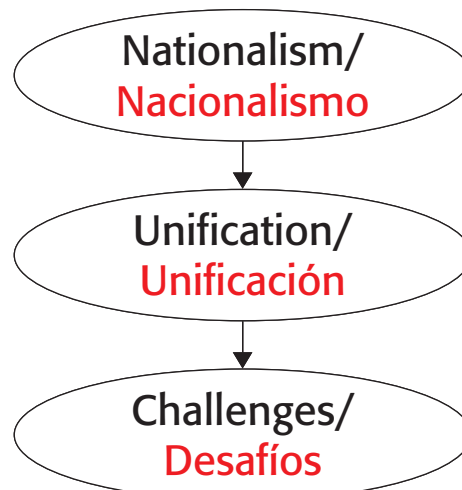 Nationalism/
Nacionalismo
Unification/
Unificación
Challenges/
Desafíos